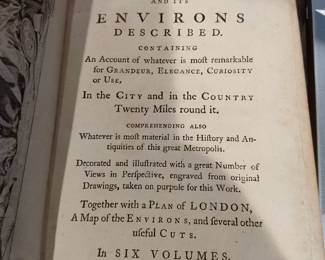 AND ITS
ENVIRONS
DESCRIBED.
CONTAINING
An Account of whatever is moſt remarkable
for GRANDEUR, ELEGANCE, CURIOSITY
or USE,
In the CITY and in the COUNTRY
Twenty Miles round it.
COMPREHENDING ALSO
Whatever is moſt material in the Hiſtory and An-
tiquities of this great Metropolis.
Decorated and illuſtrated with a great Number of
Views in Perſpective, engraved from original
Drawings, taken on purpoſe for this Work.
Together with a PLAN of LONDON,
A Map of the ENVIRONS, and ſeveral other
uſeful CUTS.
In SIX VOLUMES.